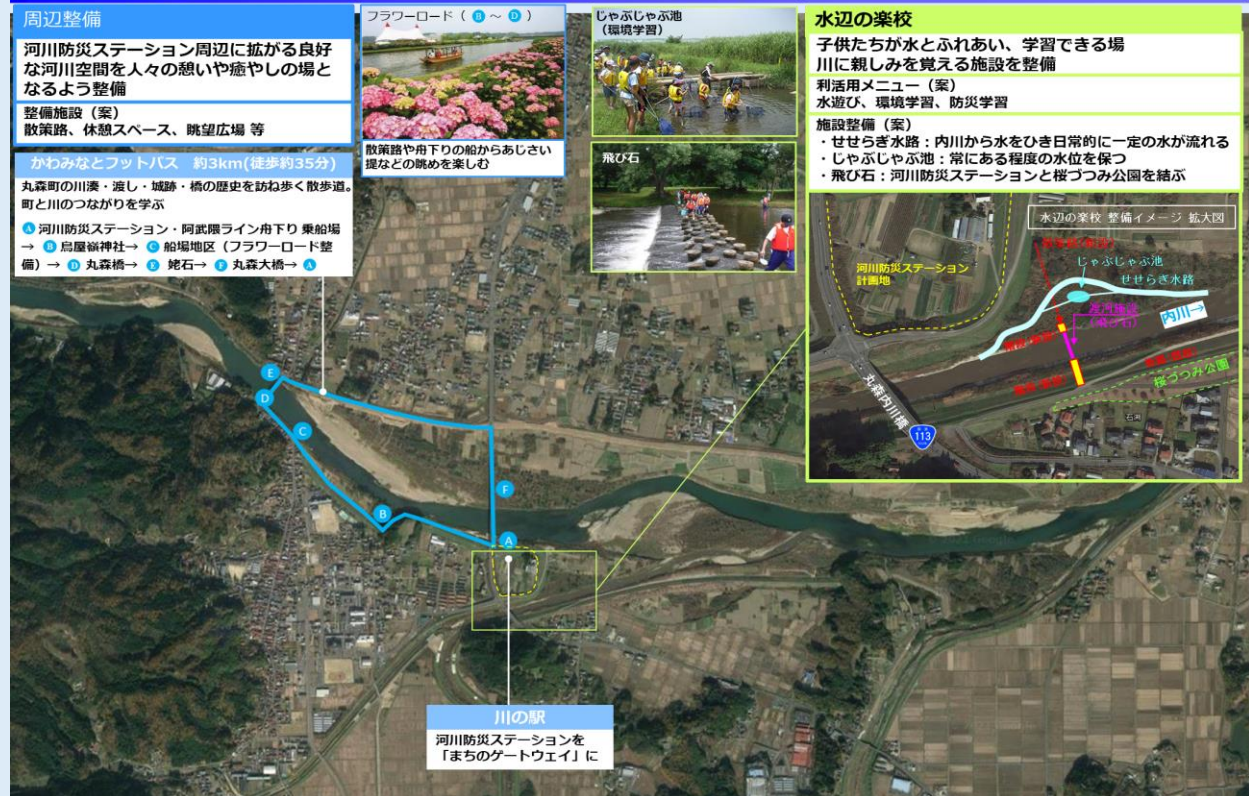 周辺整備
河川防災ステーション周辺に拡がる良好
な河川空間を人々の憩いや癒やしの場と
なるよう整備
整備施設（案）
散策路、休憩スペース、眺望広場 等
かわみなとフットパス 約3km(徒歩約35分)
丸森町の川湊・渡し・城跡・橋の歴史を訪ね歩く散歩道。
町と川のつながりを学ぶ
A 河川防災ステーション・阿武隈ライン舟下り 乗船場
→ B 鳥屋嶺神社→ C 船場地区（フラワーロード整
備）→ D 丸森橋→ E 姥石→ F 丸森大橋→ A
フラワーロード（ B ～ D ）
散策路や舟下りの船からあじさい
堤などの眺めを楽しむ
じゃぶじゃぶ池
（環境学習）
飛び石
水辺の楽校
子供たちが水とふれあい、学習できる場
川に親しみを覚える施設を整備
利活用メニュー（案）
水遊び、環境学習、防災学習
施設整備（案）
・せせらぎ水路：内川から水をひき日常的に一定の水が流れる
・じゃぶじゃぶ池：常にある程度の水位を保つ
・飛び石：河川防災ステーションと桜づつみ公園を結ぶ
水辺の楽校 整備イメージ 拡大図
河川防災ステーション
計画地
じゃぶじゃぶ池
せせらぎ水路
渡河施設
（飛び石）
内川→
桜づつみ公園
丸森内川橋
113
E
D
C
B
F
A
川の駅
河川防災ステーションを
「まちのゲートウェイ」に